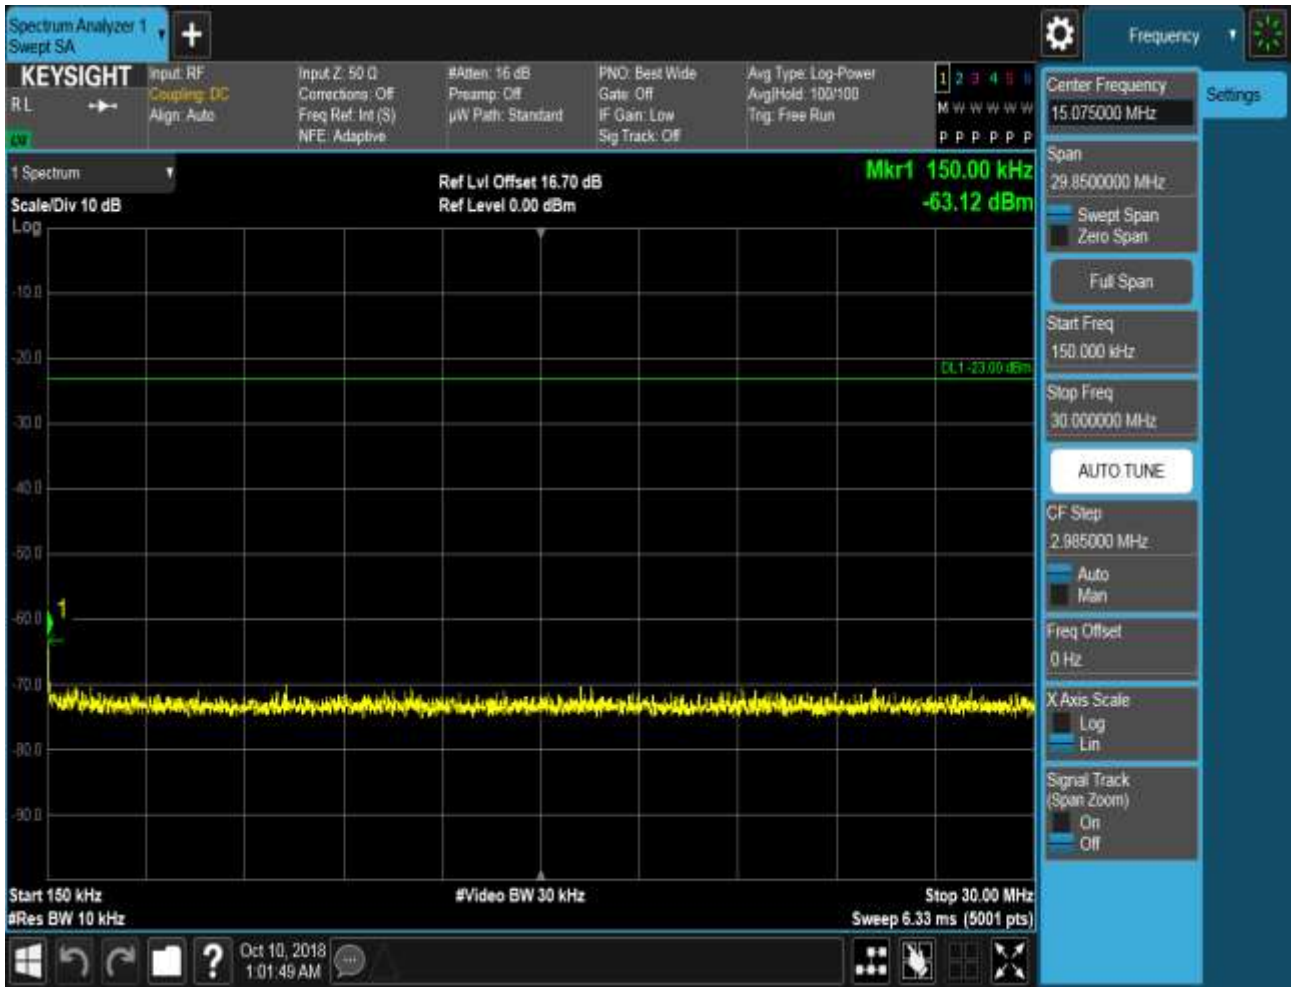 Spectrum Analyzer 1
Swept SA
+
Frequency
KEYSIGHT
RL
Input: RF
Coupling: DC
Align: Auto
Input Z: 50 Ω
Corrections: Off
Freq Ref: Int (S)
NFE: Adaptive
#Atten: 16 dB
Preamp: Off
µW Path: Standard
PNO: Best Wide
Gate: Off
IF Gain: Low
Sig Track: Off
Avg Type: Log-Power
Avg|Hold: 100/100
Trig: Free Run
1 2 3 4 5 6
M W W W W W
P P P P P P
1 Spectrum
Scale/Div 10 dB
Log
Ref Lvl Offset 16.70 dB
Ref Level 0.00 dBm
Mkr1 150.00 kHz
-63.12 dBm
-10.0
-20.0
DL1 -23.00 dBm
-30.0
-40.0
-50.0
-60.0
1
-70.0
-80.0
-90.0
Start 150 kHz
#Res BW 10 kHz
#Video BW 30 kHz
Stop 30.00 MHz
Sweep 6.33 ms (5001 pts)
Center Frequency
15.075000 MHz
Settings
Span
29.8500000 MHz
Swept Span
Zero Span
Full Span
Start Freq
150.000 kHz
Stop Freq
30.000000 MHz
AUTO TUNE
CF Step
2.985000 MHz
Auto
Man
Freq Offset
0 Hz
X Axis Scale
Log
Lin
Signal Track
(Span Zoom)
On
Off
?
Oct 10, 2018
1:01:49 AM